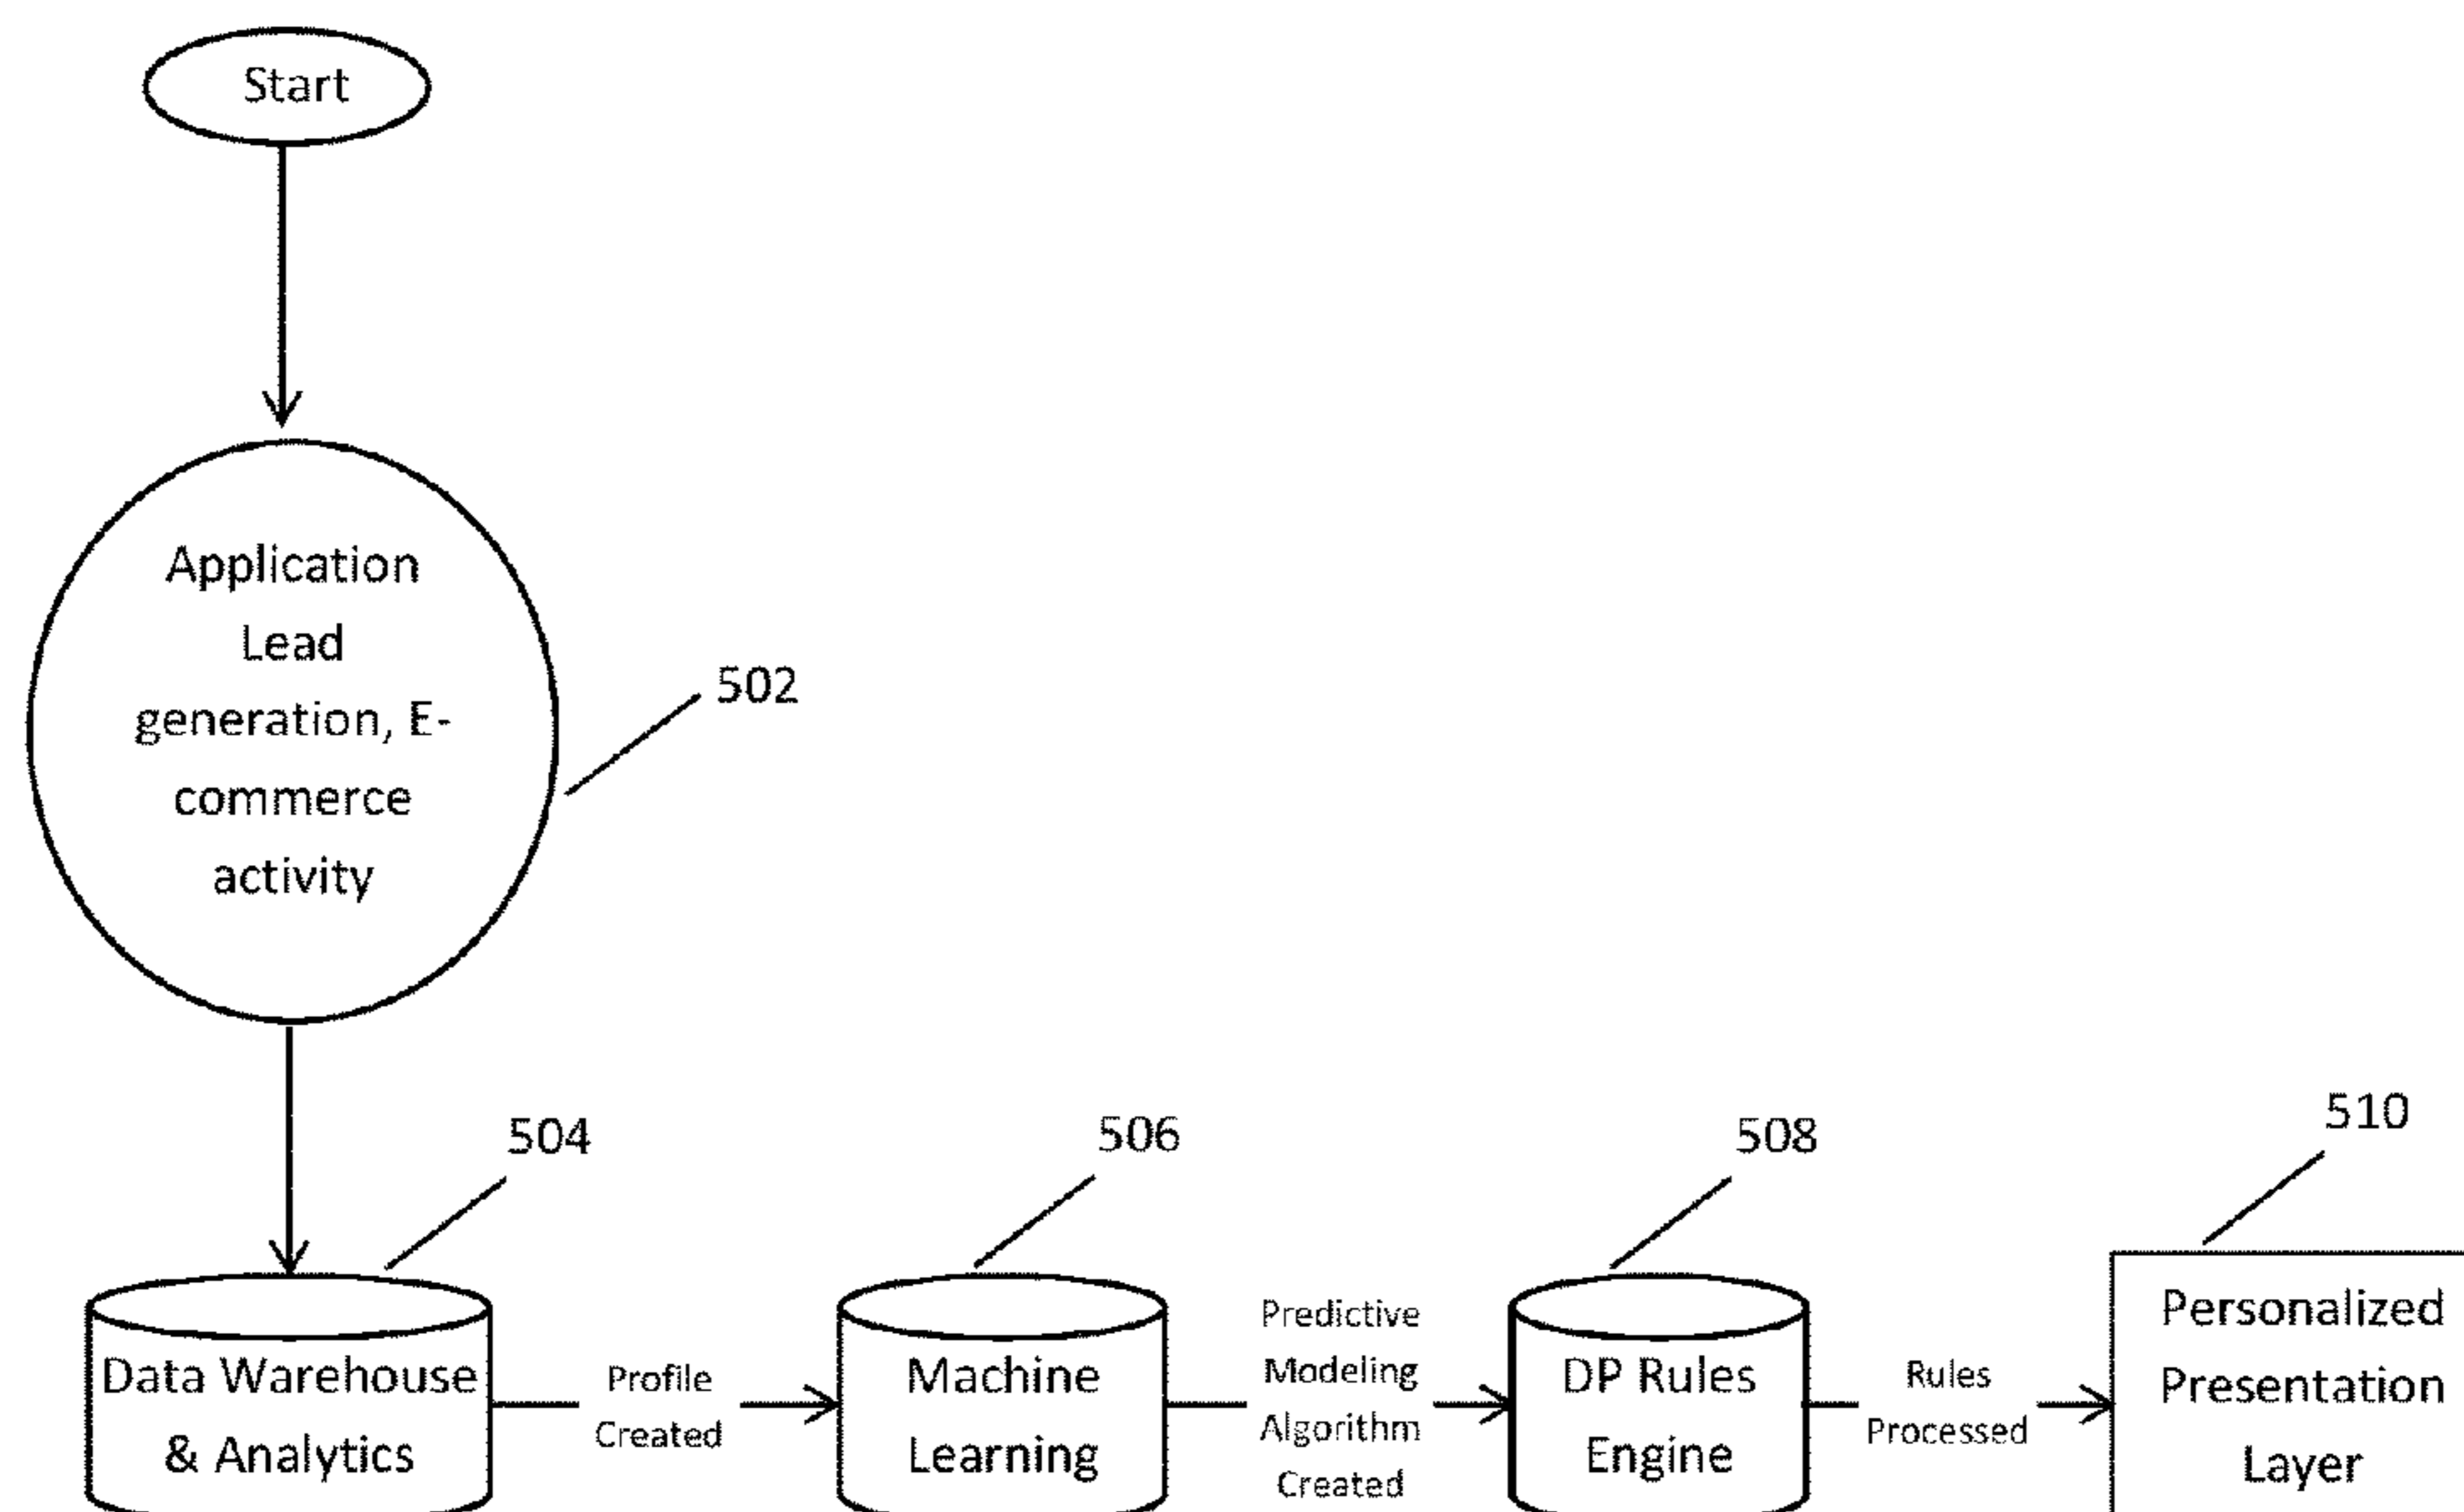 Start
Application
Lead
generation, E-
commerce
activity
502
504
506
508
510
Data Warehouse
& Analytics
Profile
Created
Machine
Learning
Predictive
Modeling
Algorithm
Created
DP Rules
Engine
Rules
Processed
Personalized
Presentation
Layer